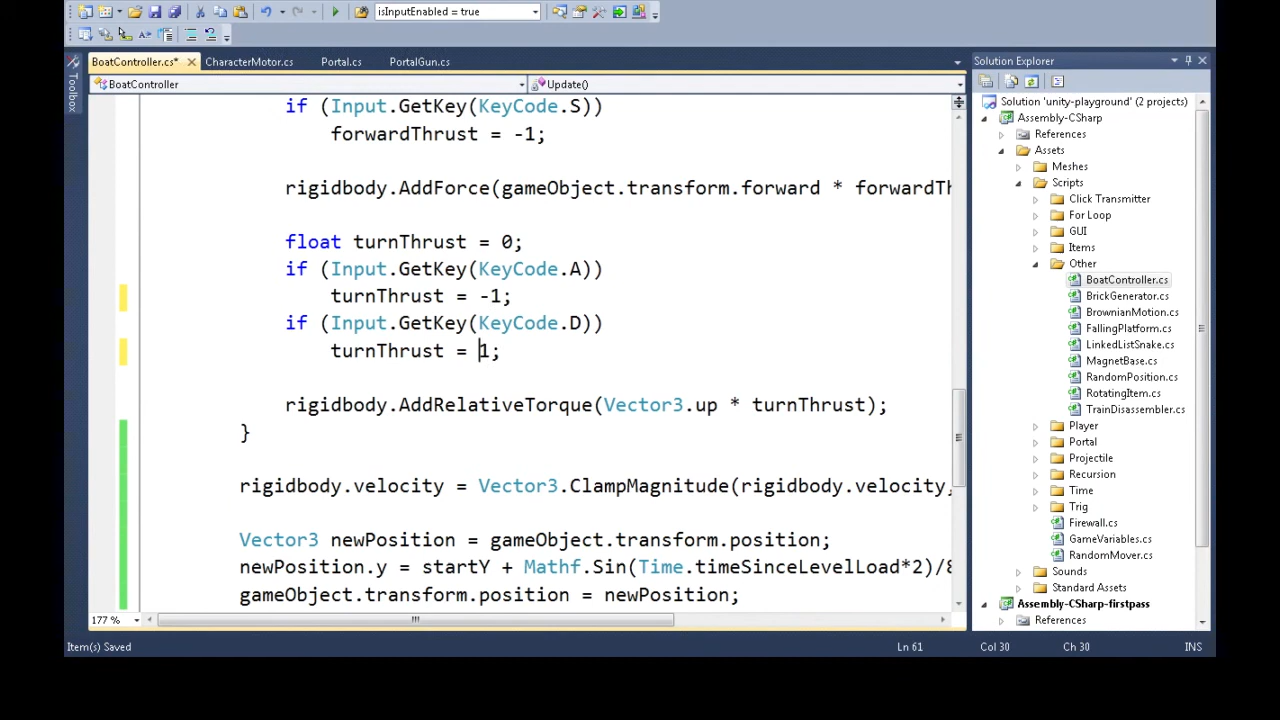 isInputEnabled = true
BoatController.cs*
CharacterMotor.cs
Portal.cs
PortalGun.cs
BoatController
Update()
Toolbox
if (Input.GetKey(KeyCode.S))
forwardThrust = -1;
rigidbody.AddForce(gameObject.transform.forward * forwardTh
float turnThrust = 0;
if (Input.GetKey(KeyCode.A))
turnThrust = -1;
if (Input.GetKey(KeyCode.D))
turnThrust = 1;
rigidbody.AddRelativeTorque(Vector3.up * turnThrust);
}
rigidbody.velocity = Vector3.ClampMagnitude(rigidbody.velocity,
Vector3 newPosition = gameObject.transform.position;
newPosition.y = startY + Mathf.Sin(Time.timeSinceLevelLoad*2)/8
gameObject.transform.position = newPosition;
177 %
Solution Explorer
Solution 'unity-playground' (2 projects)
Assembly-CSharp
References
Assets
Meshes
Scripts
Click Transmitter
For Loop
GUI
Items
Other
BoatController.cs
BrickGenerator.cs
BrownianMotion.cs
FallingPlatform.cs
LinkedListSnake.cs
MagnetBase.cs
RandomPosition.cs
RotatingItem.cs
TrainDisassembler.cs
Player
Portal
Projectile
Recursion
Time
Trig
Firewall.cs
GameVariables.cs
RandomMover.cs
Sounds
Standard Assets
Assembly-CSharp-firstpass
References
Item(s) Saved
Ln 61
Col 30
Ch 30
INS